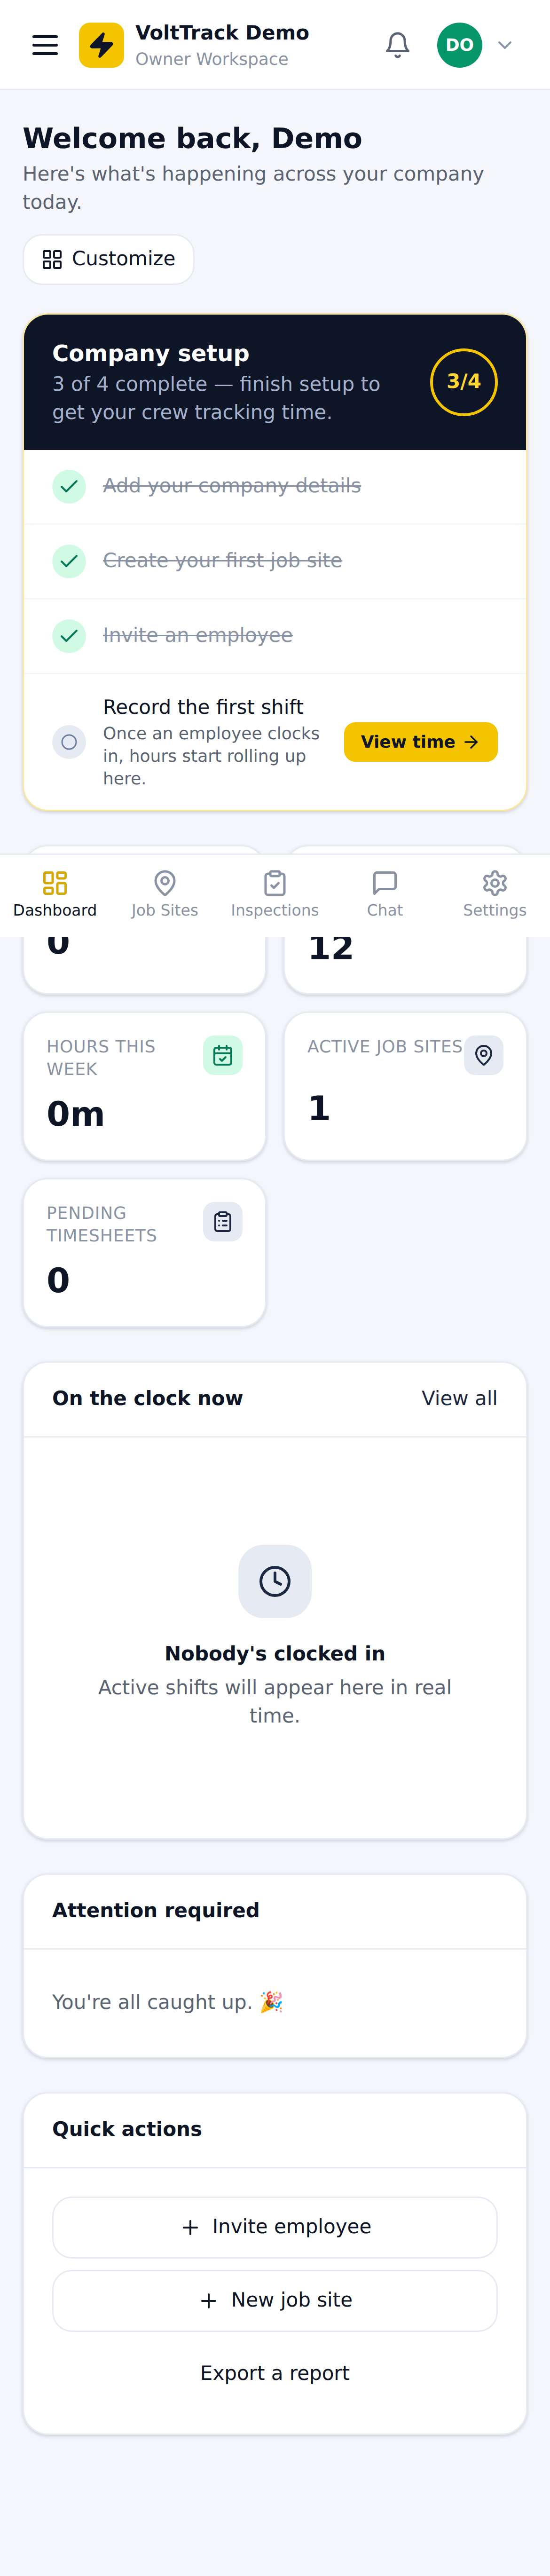 VoltTrack Demo
Owner Workspace
DO
Welcome back, Demo
Here's what's happening across your company
today.
Customize
Company setup
3 of 4 complete — finish setup to
get your crew tracking time.
3/4
Add your company details
Create your first job site
Invite an employee
Record the first shift
Once an employee clocks
in, hours start rolling up
here.
View time →
Dashboard
Job Sites
Inspections
Chat
Settings
0
12
HOURS THIS
WEEK
0m
ACTIVE JOB SITES
1
PENDING
TIMESHEETS
0
On the clock now
View all
Nobody's clocked in
Active shifts will appear here in real
time.
Attention required
You're all caught up. 🎉
Quick actions
+ Invite employee
+ New job site
Export a report